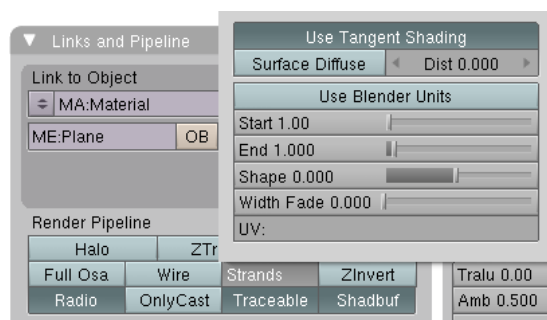 Links and Pipeline
Link to Object
MA:Material
ME:Plane OB
Render Pipeline
Halo ZTr
Full Osa Wire Strands ZInvert
Radio OnlyCast Traceable Shadbuf
Use Tangent Shading
Surface Diffuse Dist 0.000
Use Blender Units
Start 1.00
End 1.000
Shape 0.000
Width Fade 0.000
UV:
Tralu 0.00
Amb 0.500